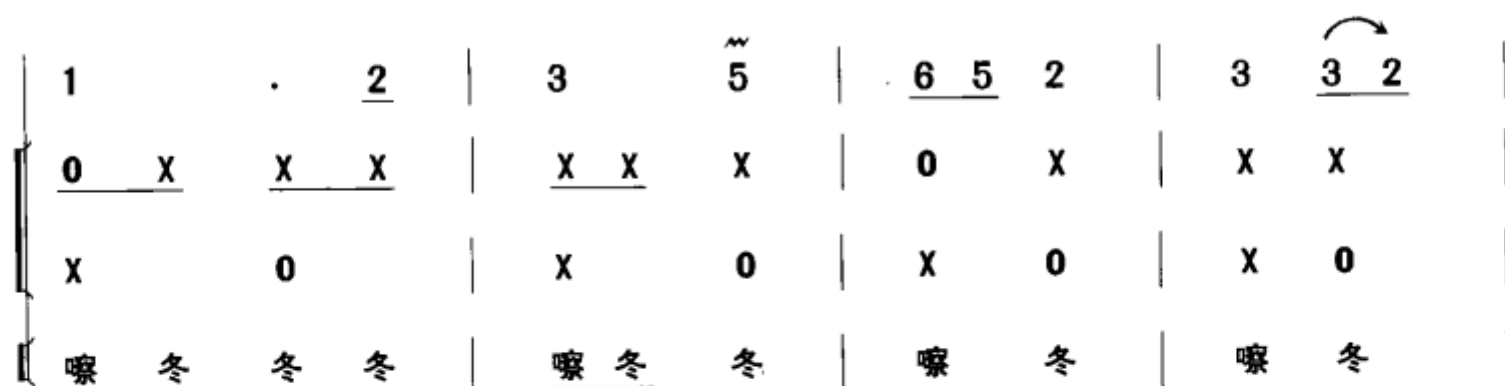 1 · 2 | 3 5 | 6 5 2 | 3 3 2 |
0 X X X | X X X | 0 X | X X |
X 0 | X 0 | X 0 | X 0 |
嚓 冬 冬 冬 | 嚓 冬 冬 | 嚓 冬 | 嚓 冬